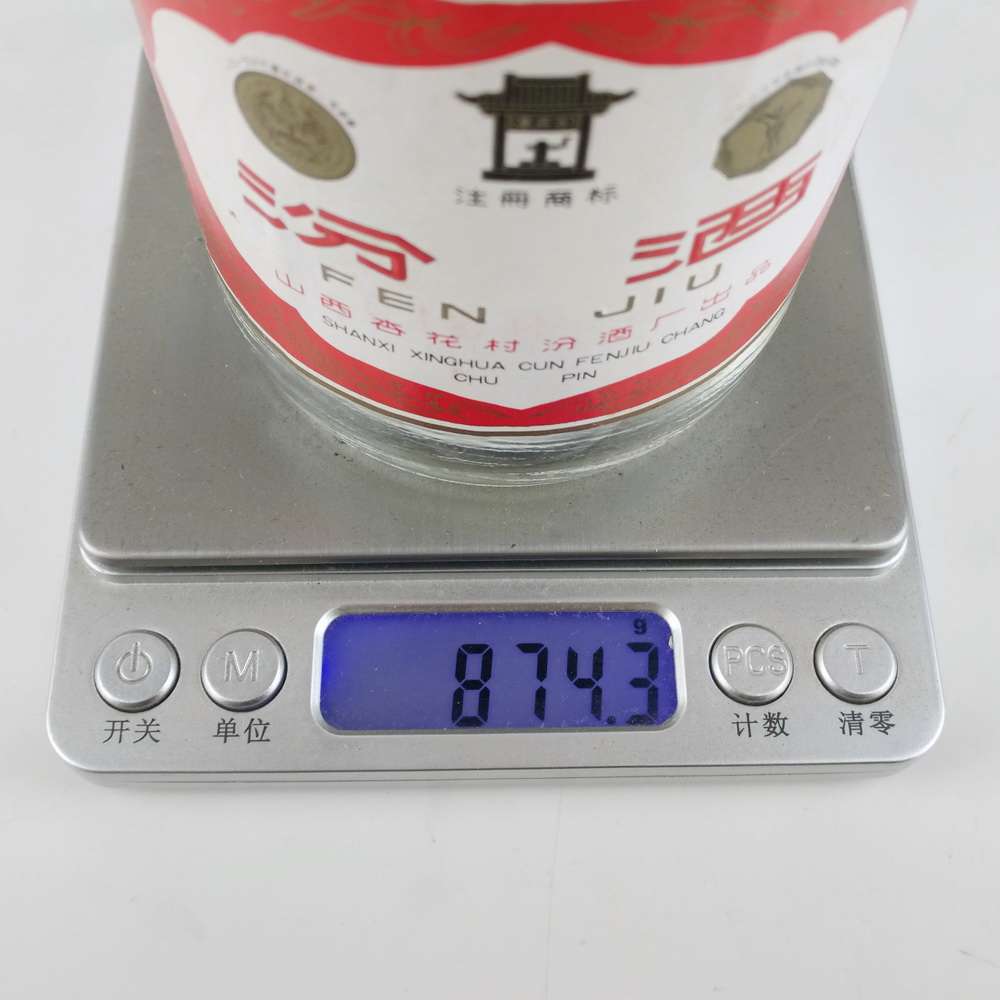 注冊商标
汾酒
FEN JIU
山西杏花村汾酒厂出品
SHANXI XINGHUA CUN FENJIU CHANG
CHU PIN
g
874.3
M
PCS
T
开关
单位
计数
清零